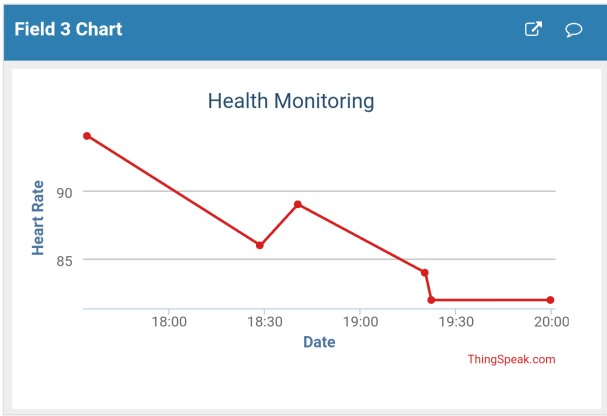 Field 3 Chart
Health Monitoring
Heart Rate
90
85
18:00 18:30 19:00 19:30 20:00
Date
ThingSpeak.com